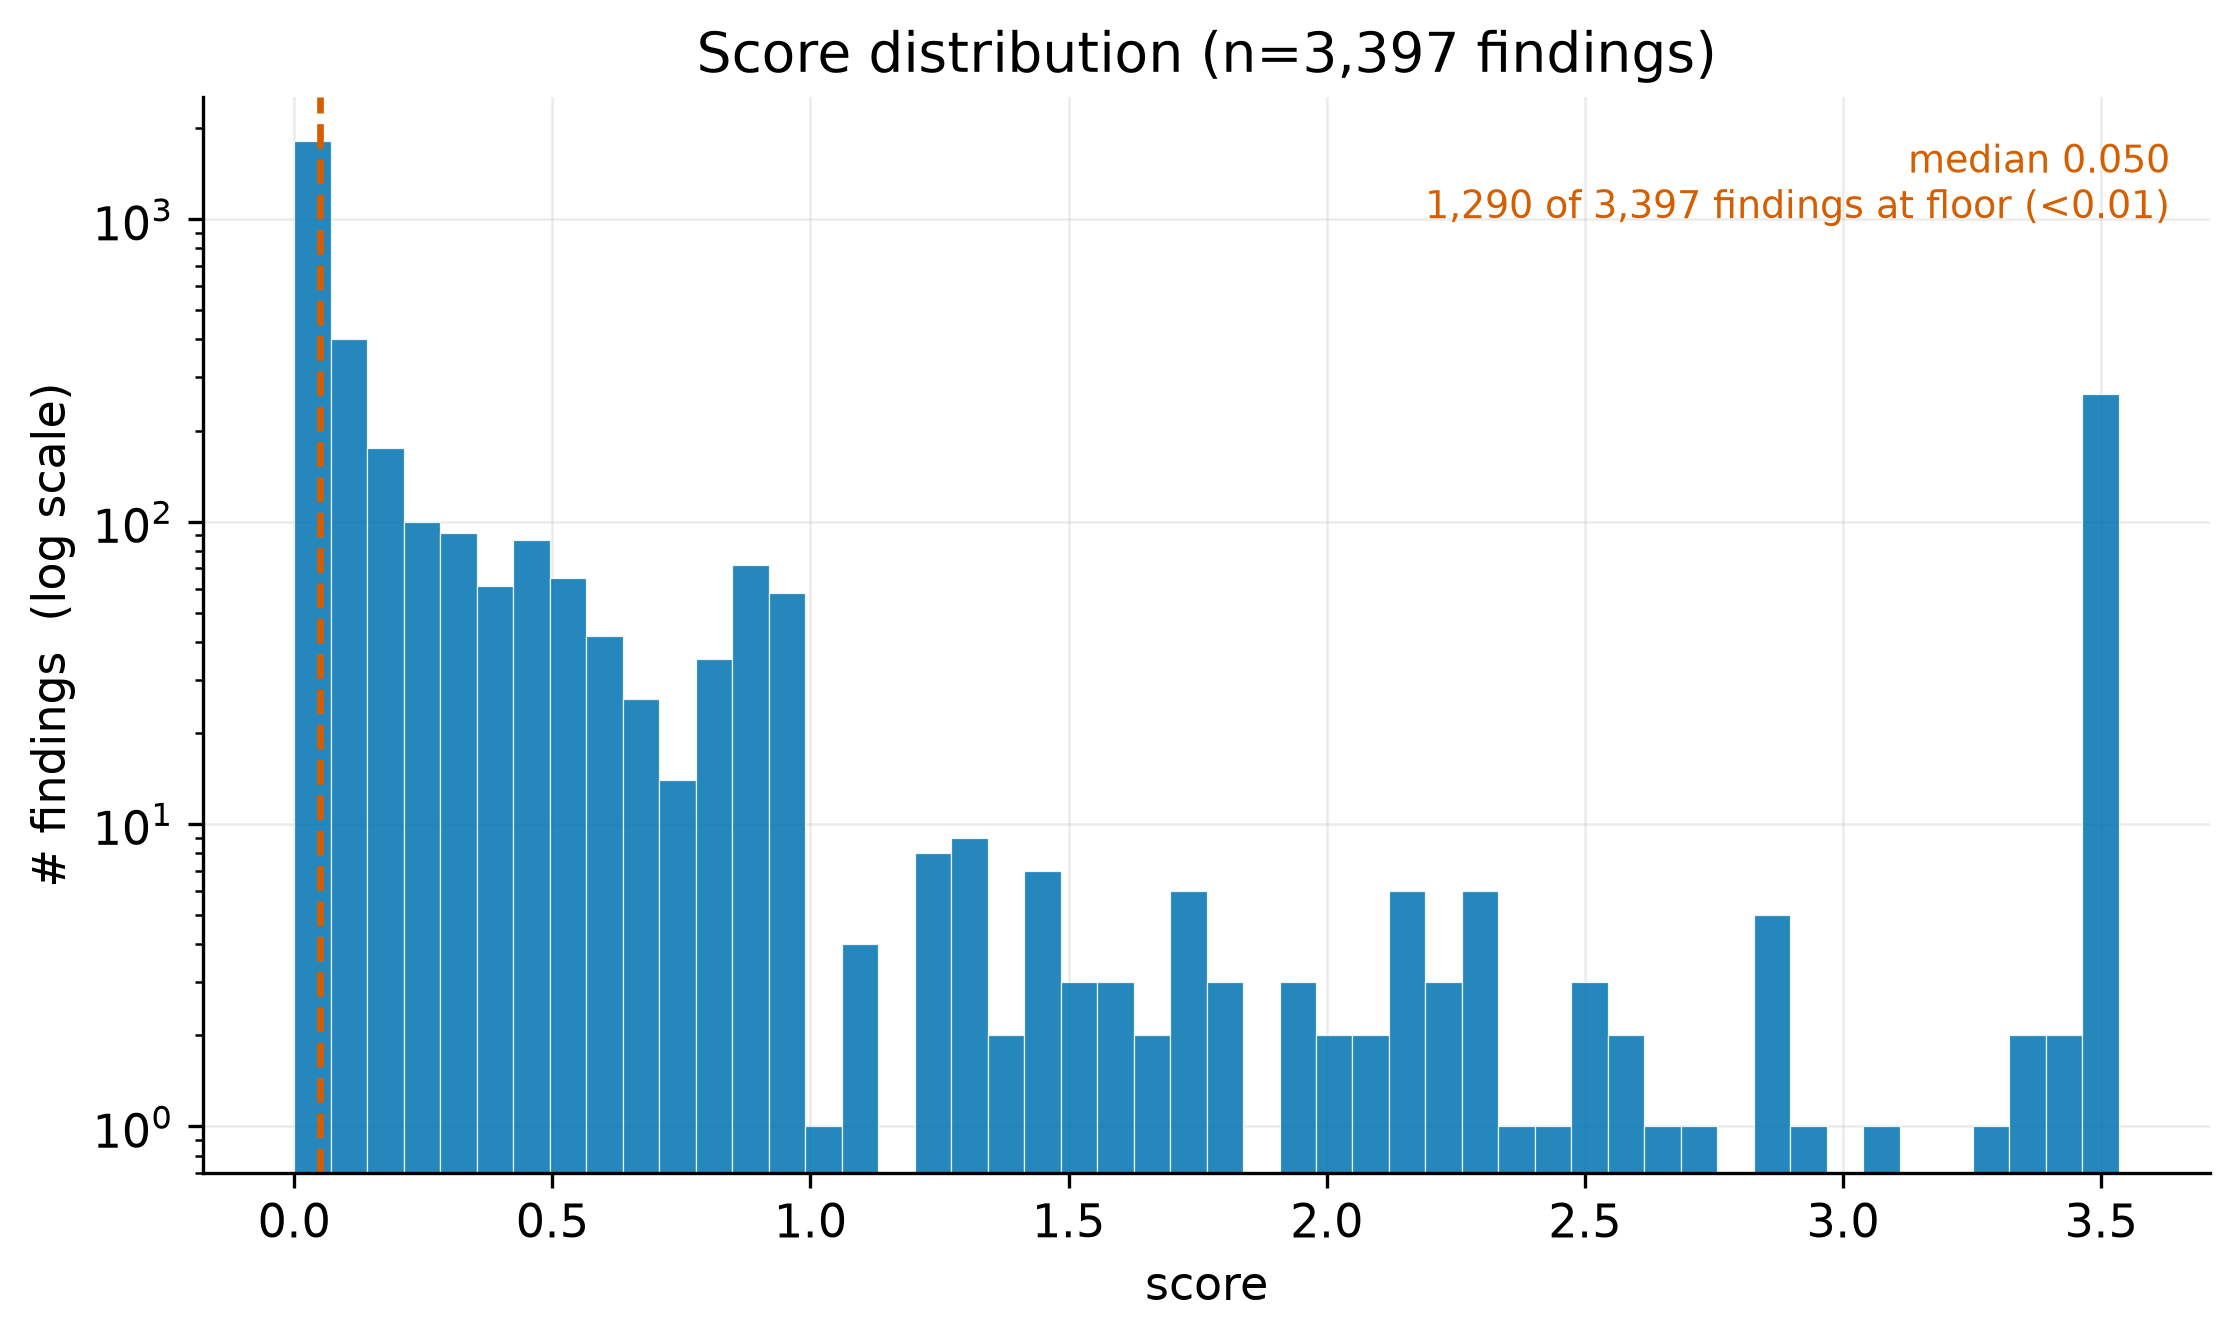 Score distribution (n=3,397 findings)
median 0.050
1,290 of 3,397 findings at floor (<0.01)
# findings  (log scale)
10³
10²
10¹
10⁰
0.0 0.5 1.0 1.5 2.0 2.5 3.0 3.5
score